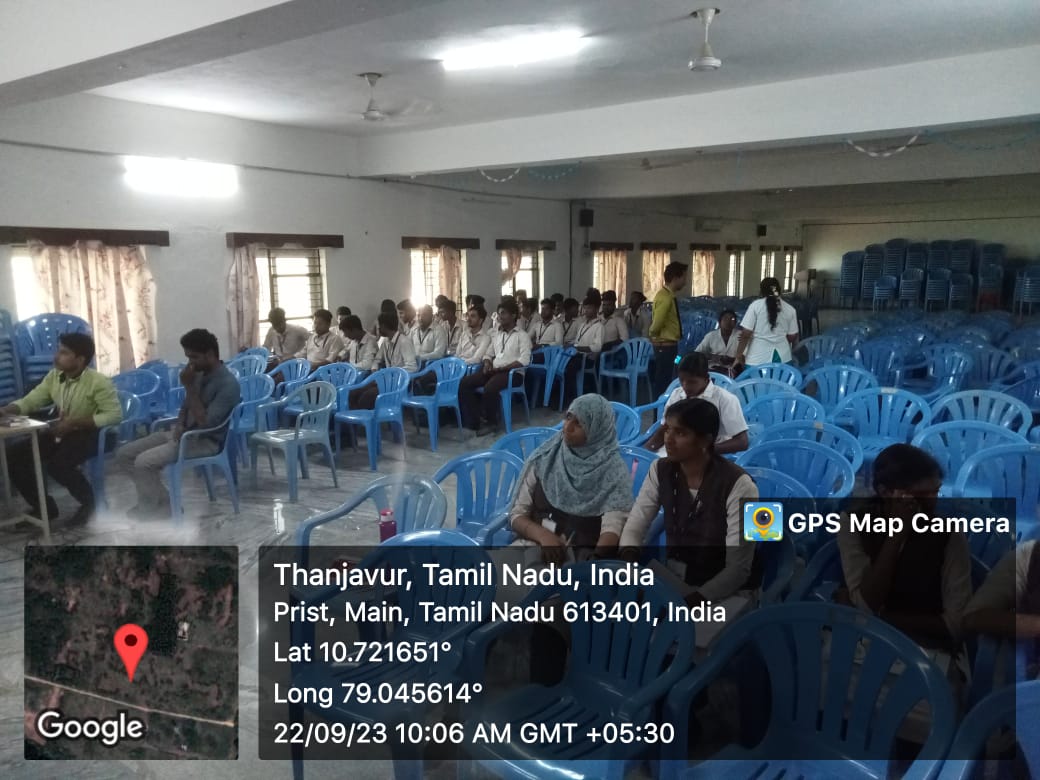 GPS Map Camera
Thanjavur, Tamil Nadu, India
Prist, Main, Tamil Nadu 613401, India
Lat 10.721651°
Long 79.045614°
22/09/23 10:06 AM GMT +05:30
Google